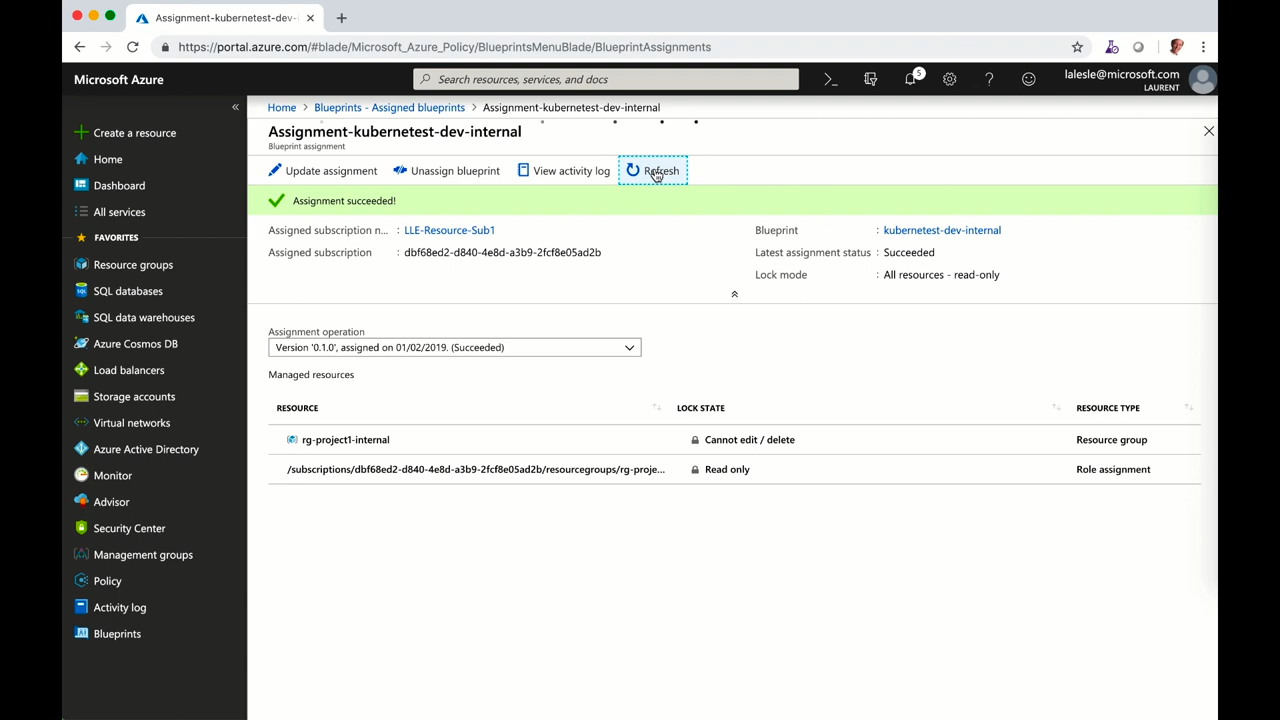 Assignment-kubernetest-dev-
https://portal.azure.com/#blade/Microsoft_Azure_Policy/BlueprintsMenuBlade/BlueprintAssignments
Microsoft Azure
Search resources, services, and docs
5
lalesle@microsoft.com
LAURENT
Home > Blueprints - Assigned blueprints > Assignment-kubernetest-dev-internal
Assignment-kubernetest-dev-internal
Blueprint assignment
Update assignment Unassign blueprint View activity log Refresh
Assignment succeeded!
Assigned subscription n... : LLE-Resource-Sub1
Assigned subscription : dbf68ed2-d840-4e8d-a3b9-2fcf8e05ad2b
Blueprint : kubernetest-dev-internal
Latest assignment status : Succeeded
Lock mode : All resources - read-only
Assignment operation
Version '0.1.0', assigned on 01/02/2019. (Succeeded)
Managed resources
RESOURCE LOCK STATE RESOURCE TYPE
rg-project1-internal Cannot edit / delete Resource group
/subscriptions/dbf68ed2-d840-4e8d-a3b9-2fcf8e05ad2b/resourcegroups/rg-proje... Read only Role assignment
Create a resource
Home
Dashboard
All services
FAVORITES
Resource groups
SQL databases
SQL data warehouses
Azure Cosmos DB
Load balancers
Storage accounts
Virtual networks
Azure Active Directory
Monitor
Advisor
Security Center
Management groups
Policy
Activity log
Blueprints